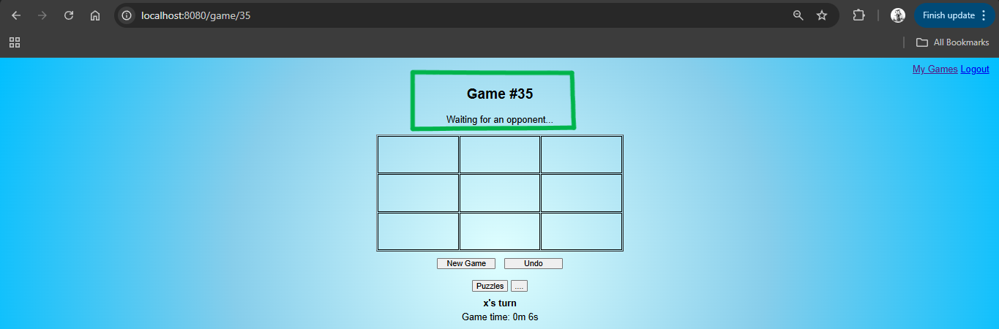 localhost:8080/game/35
Finish update
All Bookmarks
My Games Logout
Game #35
Waiting for an opponent...
New Game Undo
Puzzles ....
x's turn
Game time: 0m 6s